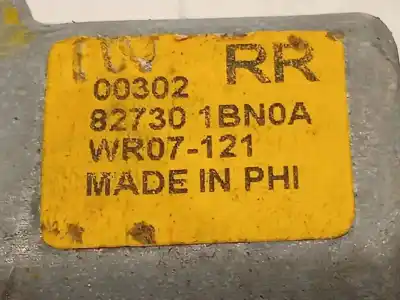 RR
00302
82730 1BN0A
WR07-121
MADE IN PHI